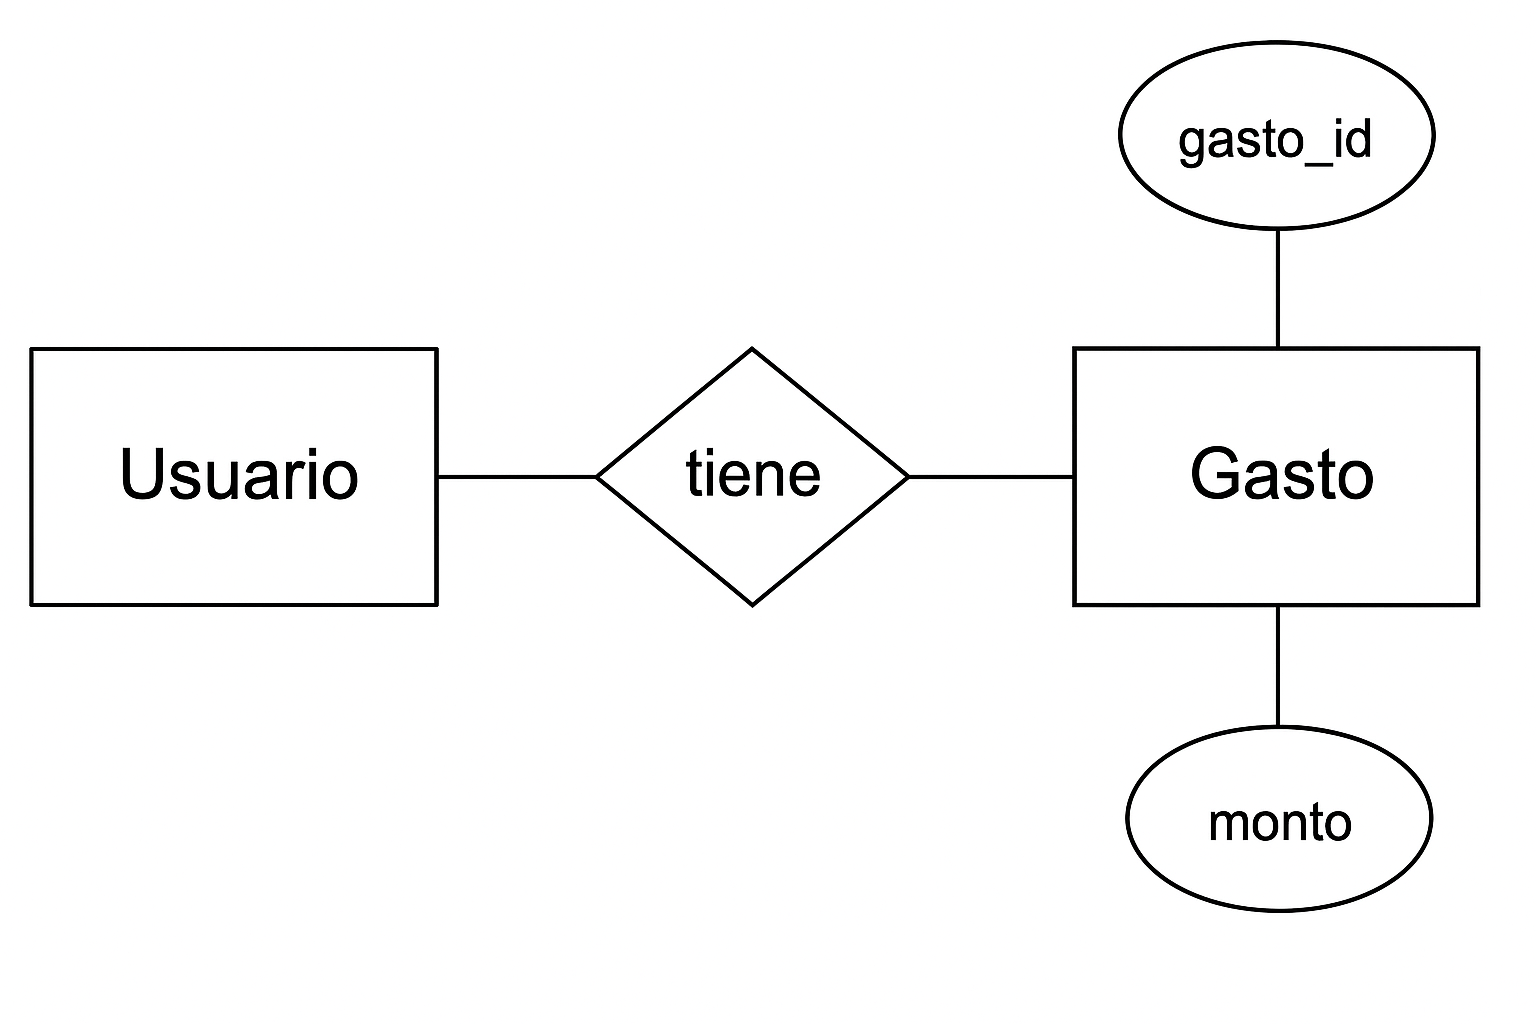 gasto_id
Usuario
tiene
Gasto
monto